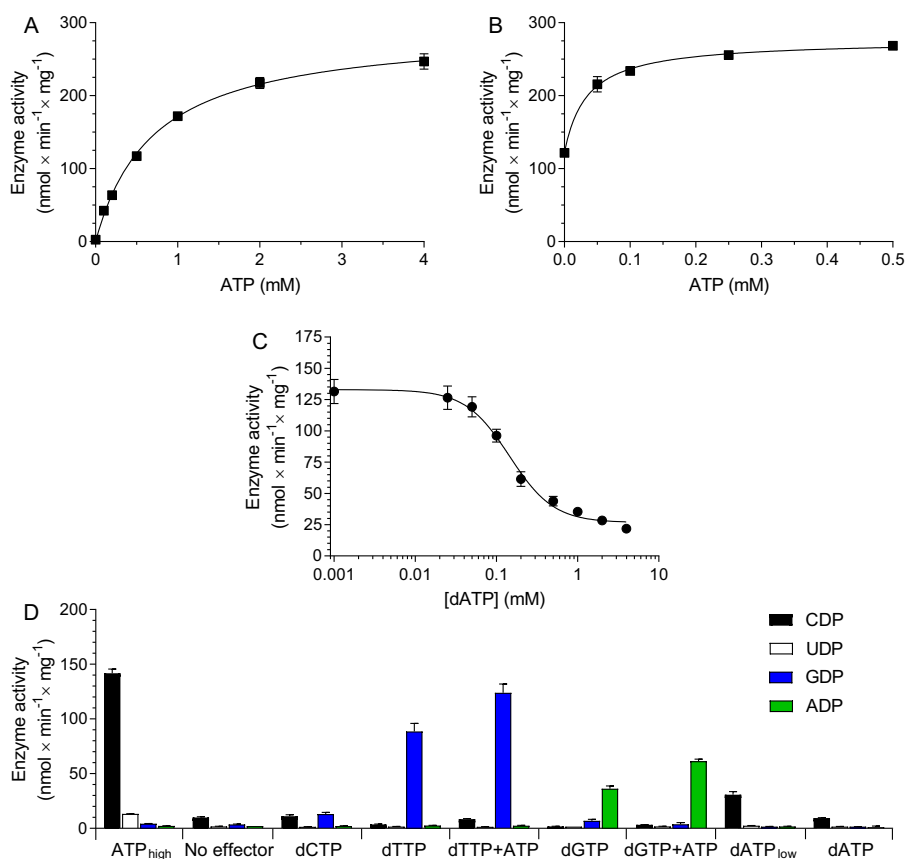 A
300
200
100
0
Enzyme activity
(nmol × min⁻¹× mg⁻¹)
0 1 2 3 4
ATP (mM)
B
300
200
100
0
Enzyme activity
(nmol × min⁻¹× mg⁻¹)
0.0 0.1 0.2 0.3 0.4 0.5
ATP (mM)
C
175
150
125
100
75
50
25
0
Enzyme activity
(nmol × min⁻¹× mg⁻¹)
0.001 0.01 0.1 1 10
[dATP] (mM)
D
200
150
100
50
0
Enzyme activity
(nmol × min⁻¹× mg⁻¹)
CDP
UDP
GDP
ADP
ATPhigh No effector dCTP dTTP dTTP+ATP dGTP dGTP+ATP dATPlow dATP